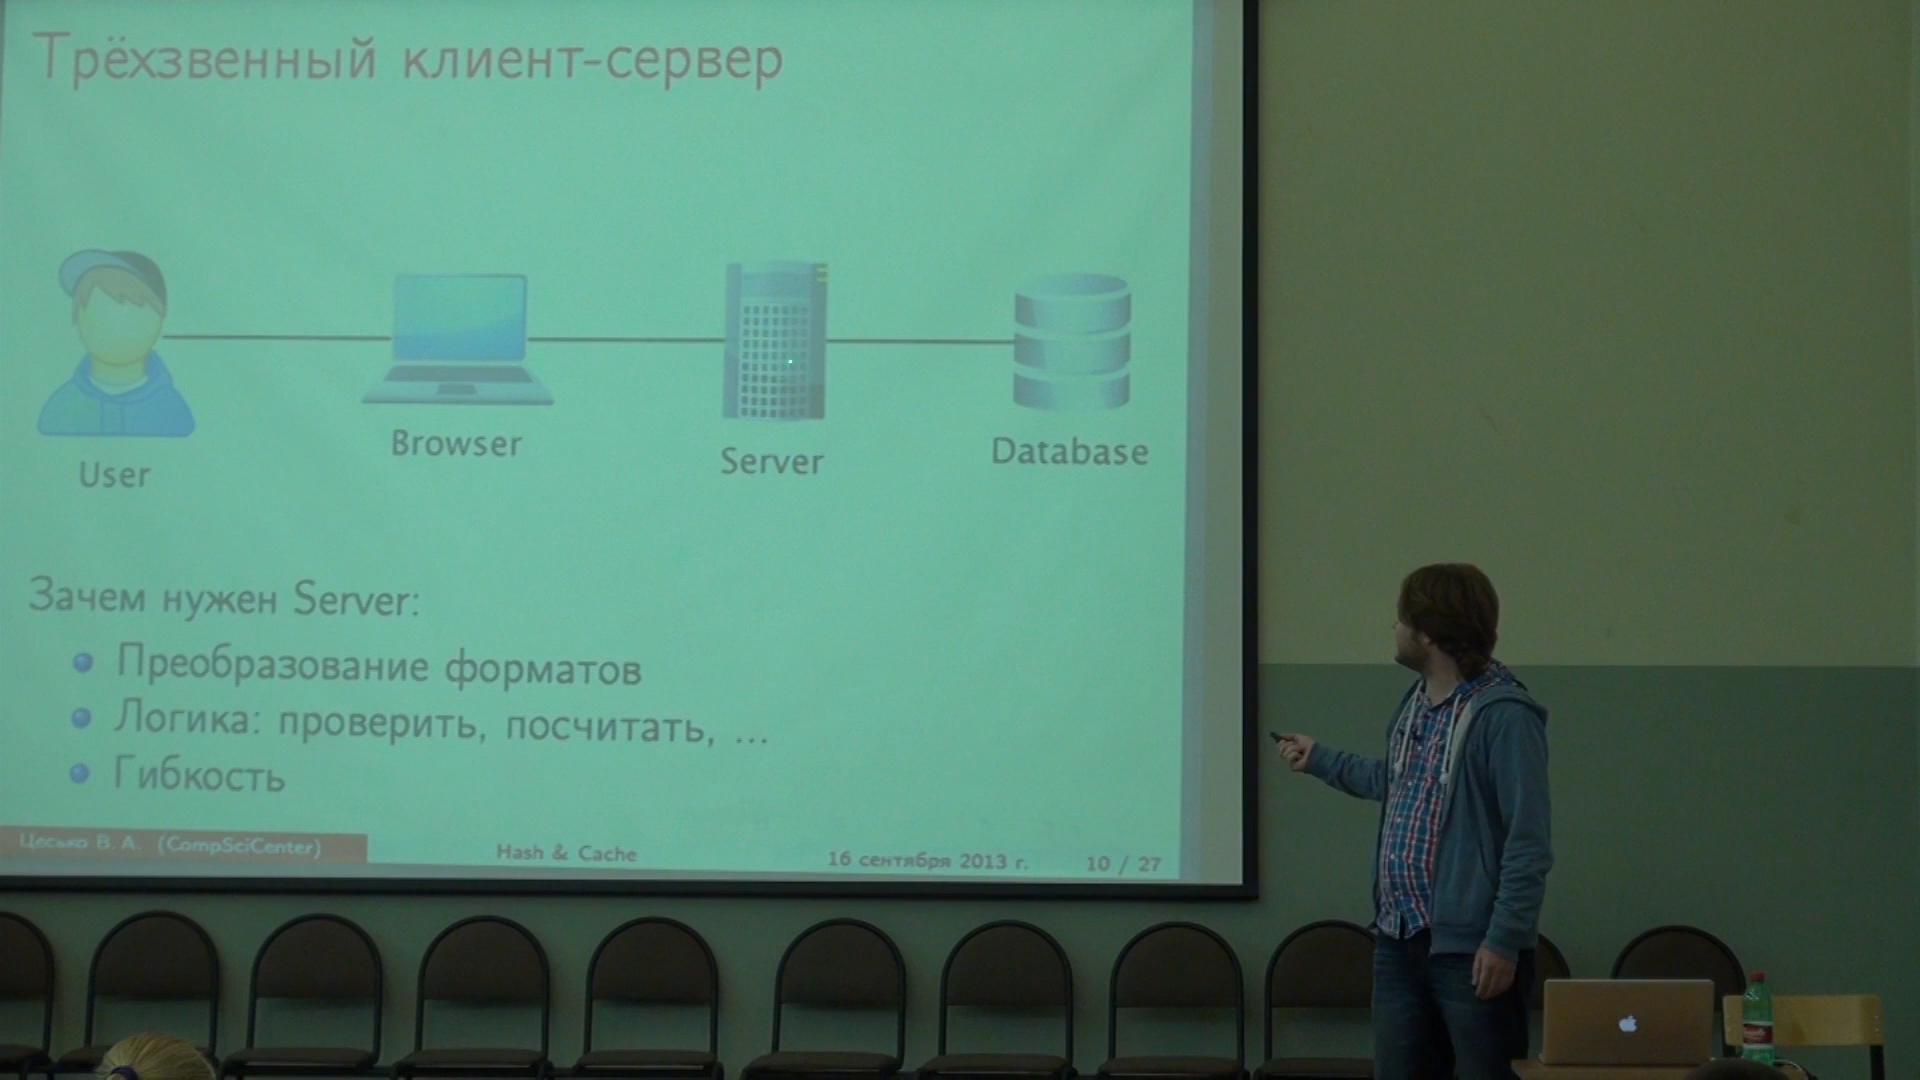 Трёхзвенный клиент-сервер
User
Browser
Server
Database
Зачем нужен Server:
Преобразование форматов
Логика: проверить, посчитать, ...
Гибкость
Цесько В. А. (CompSciCenter)
Hash & Cache
16 сентября 2013 г.
10 / 27